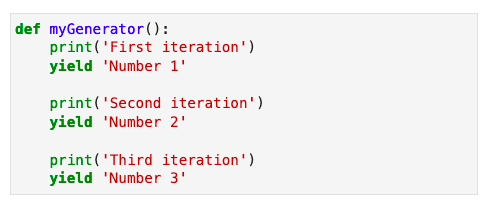 def myGenerator():
    print('First iteration')
    yield 'Number 1'

    print('Second iteration')
    yield 'Number 2'

    print('Third iteration')
    yield 'Number 3'